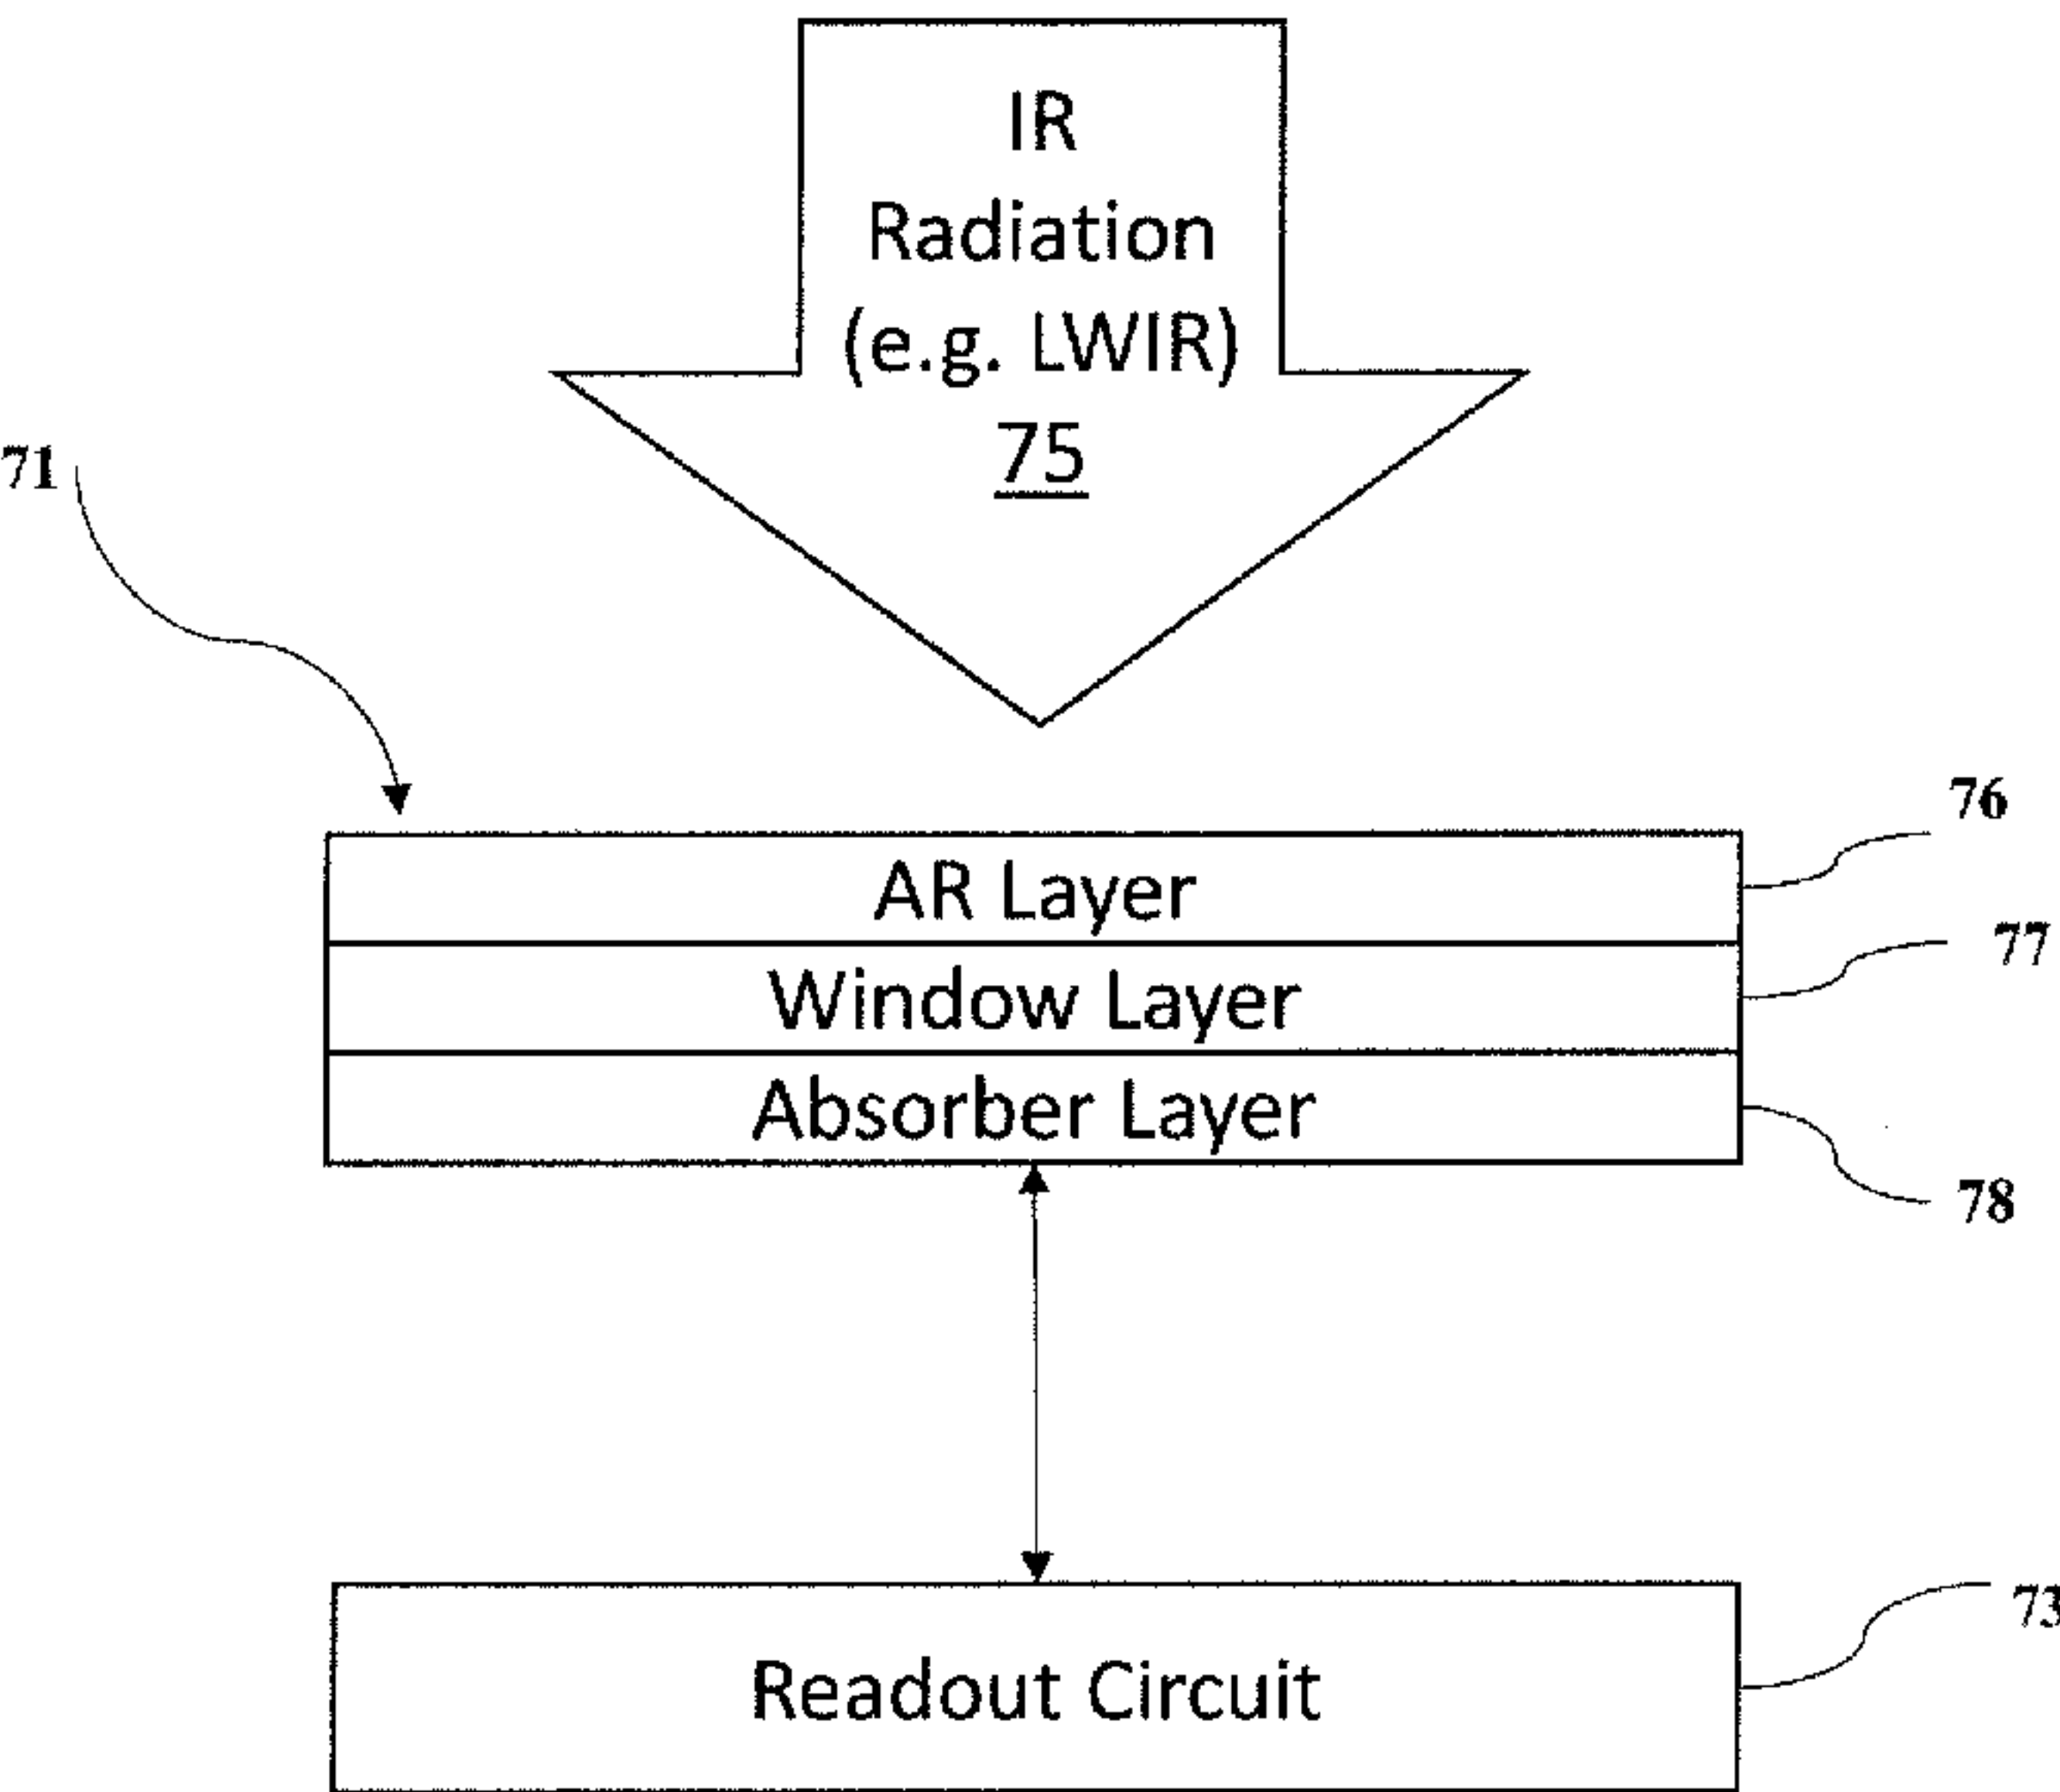 IR
Radiation
(e.g. LWIR)
75
71
76
AR Layer
77
Window Layer
Absorber Layer
78
73
Readout Circuit